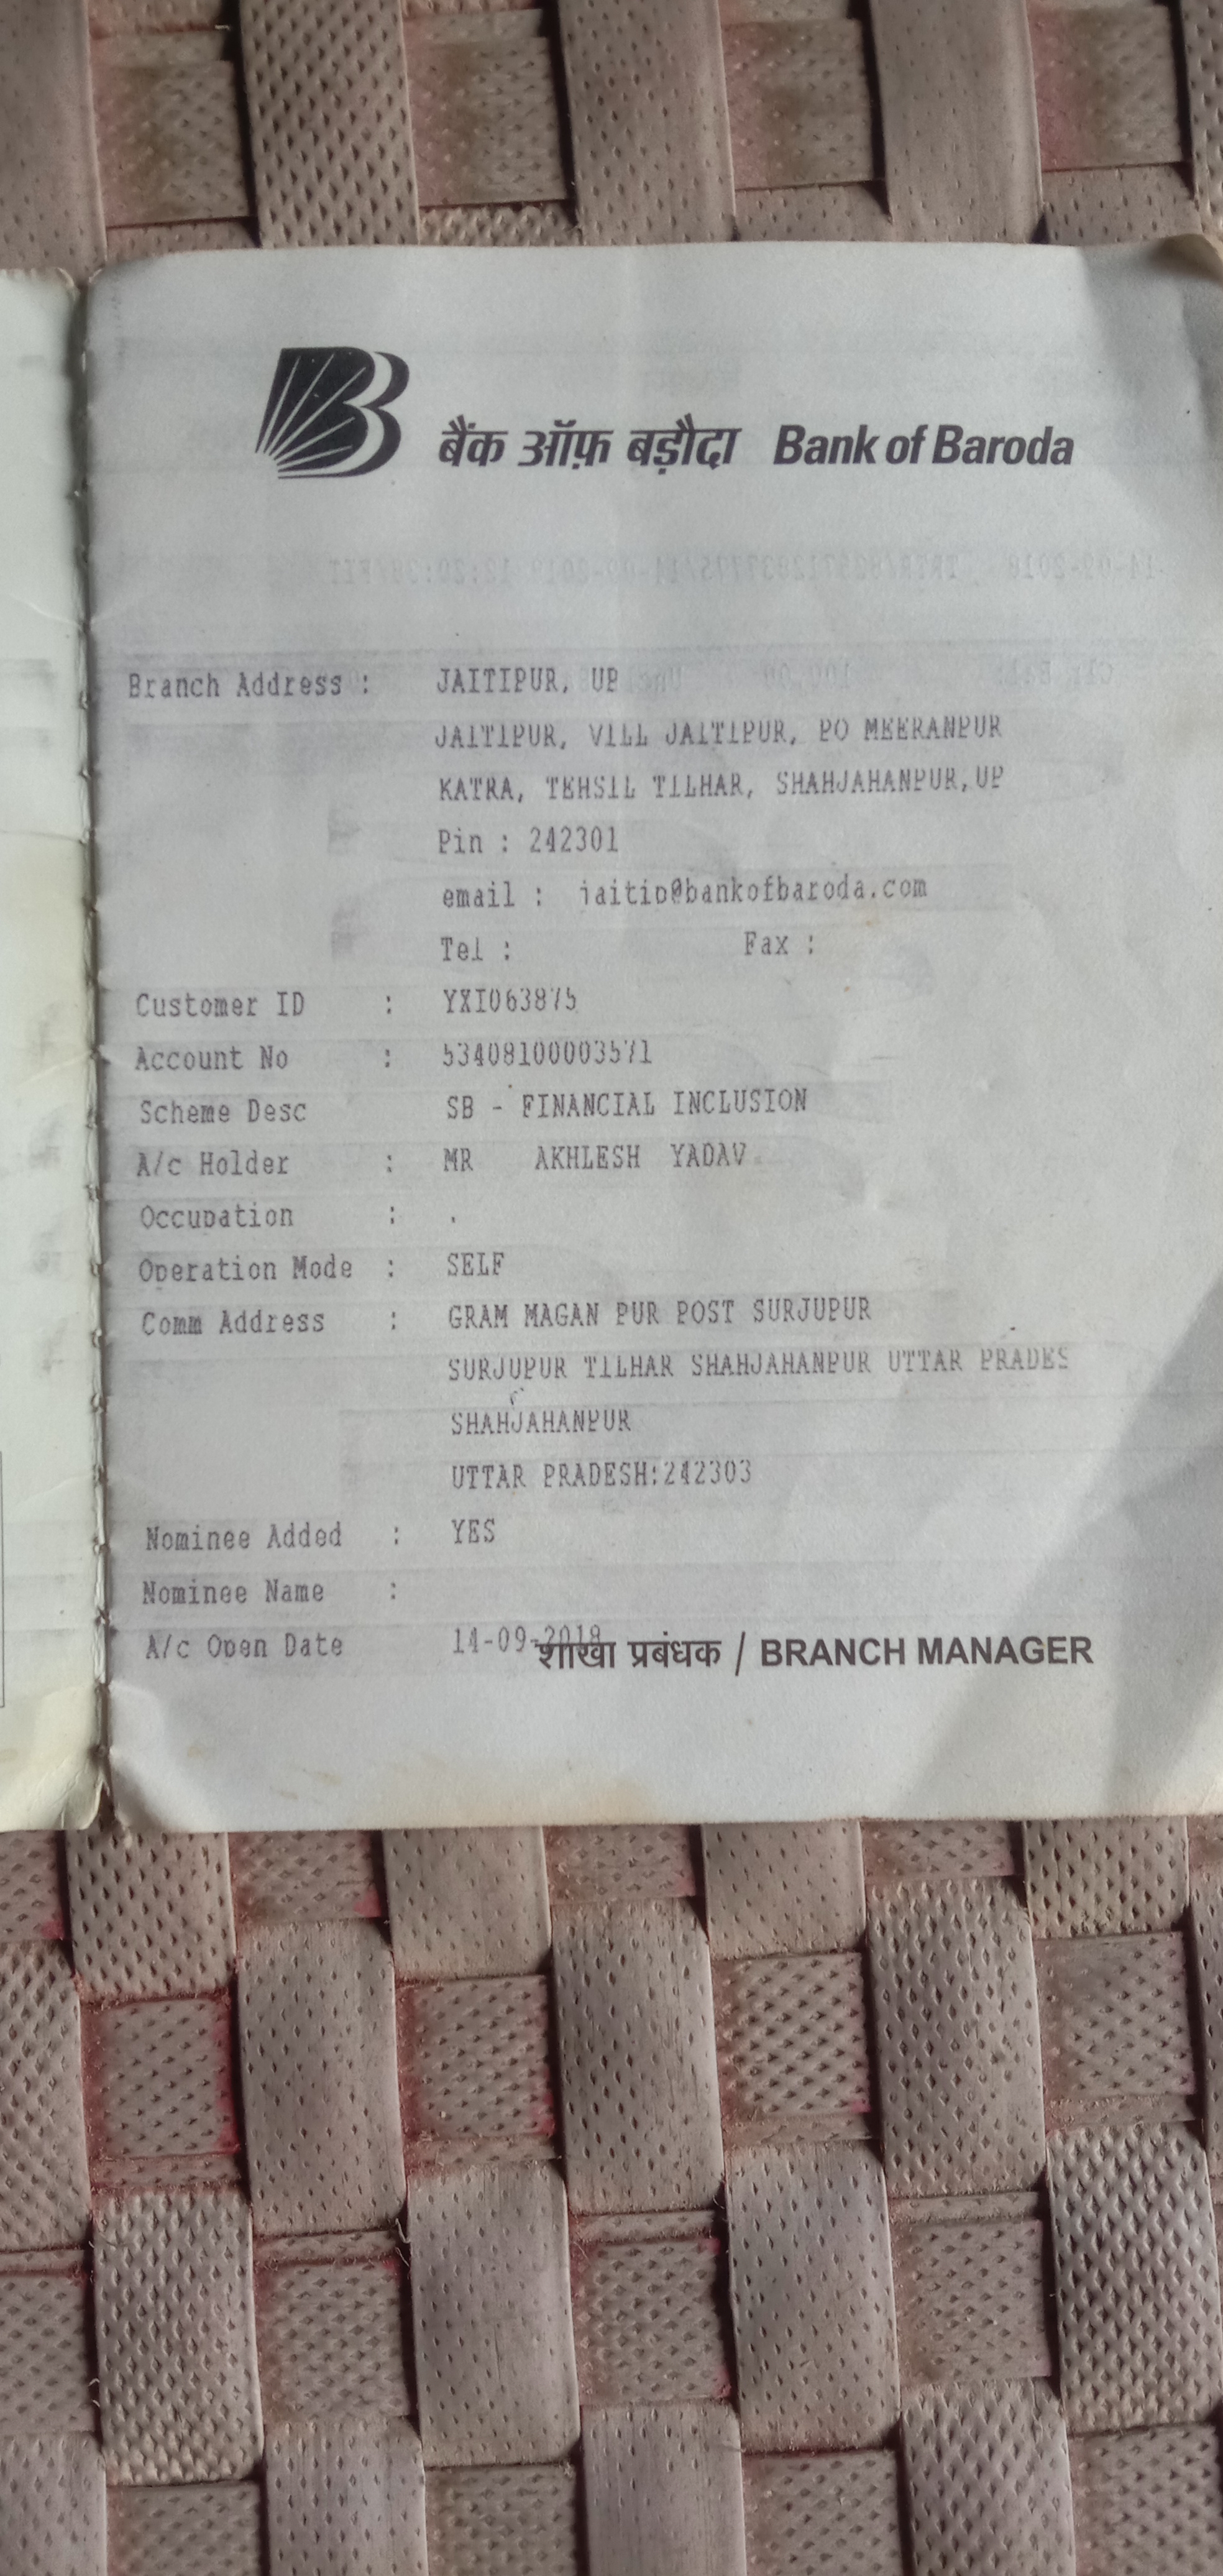 बैंक ऑफ़ बड़ौदा Bank of Baroda
Branch Address : JAITIPUR, UP
JAITIPUR, VILL JAITIPUR, PO MEERANPUR
KATRA, TEHSIL TILHAR, SHAHJAHANPUR,UP
Pin : 242301
email : jaitip@bankofbaroda.com
Tel : Fax :
Customer ID : YXI063875
Account No : 53408100003571
Scheme Desc SB - FINANCIAL INCLUSION
A/c Holder : MR AKHLESH YADAV
Occupation : .
Operation Mode : SELF
Comm Address : GRAM MAGAN PUR POST SURJUPUR
SURJUPUR TILHAR SHAHJAHANPUR UTTAR PRADES
SHAHJAHANPUR
UTTAR PRADESH:242303
Nominee Added : YES
Nominee Name :
A/c Open Date 14-09-2018
शाखा प्रबंधक / BRANCH MANAGER